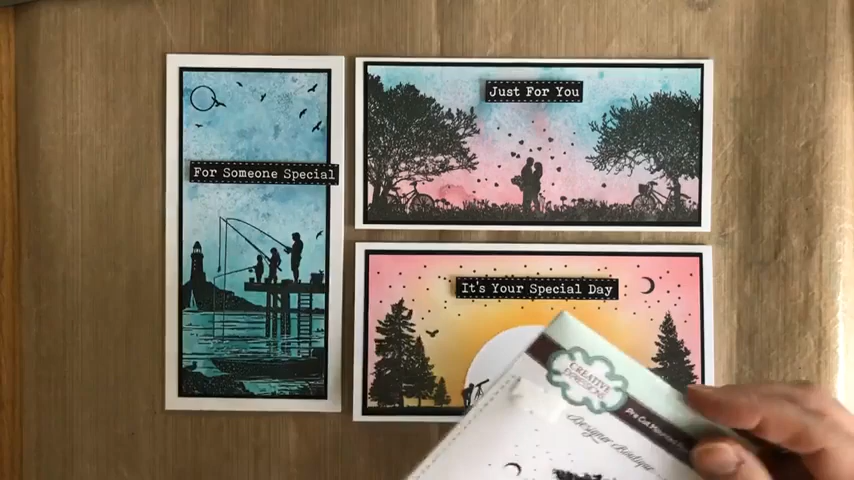 For Someone Special
Just For You
It's Your Special Day
CREATIVE
EXPRESSIONS
Designer Boutique